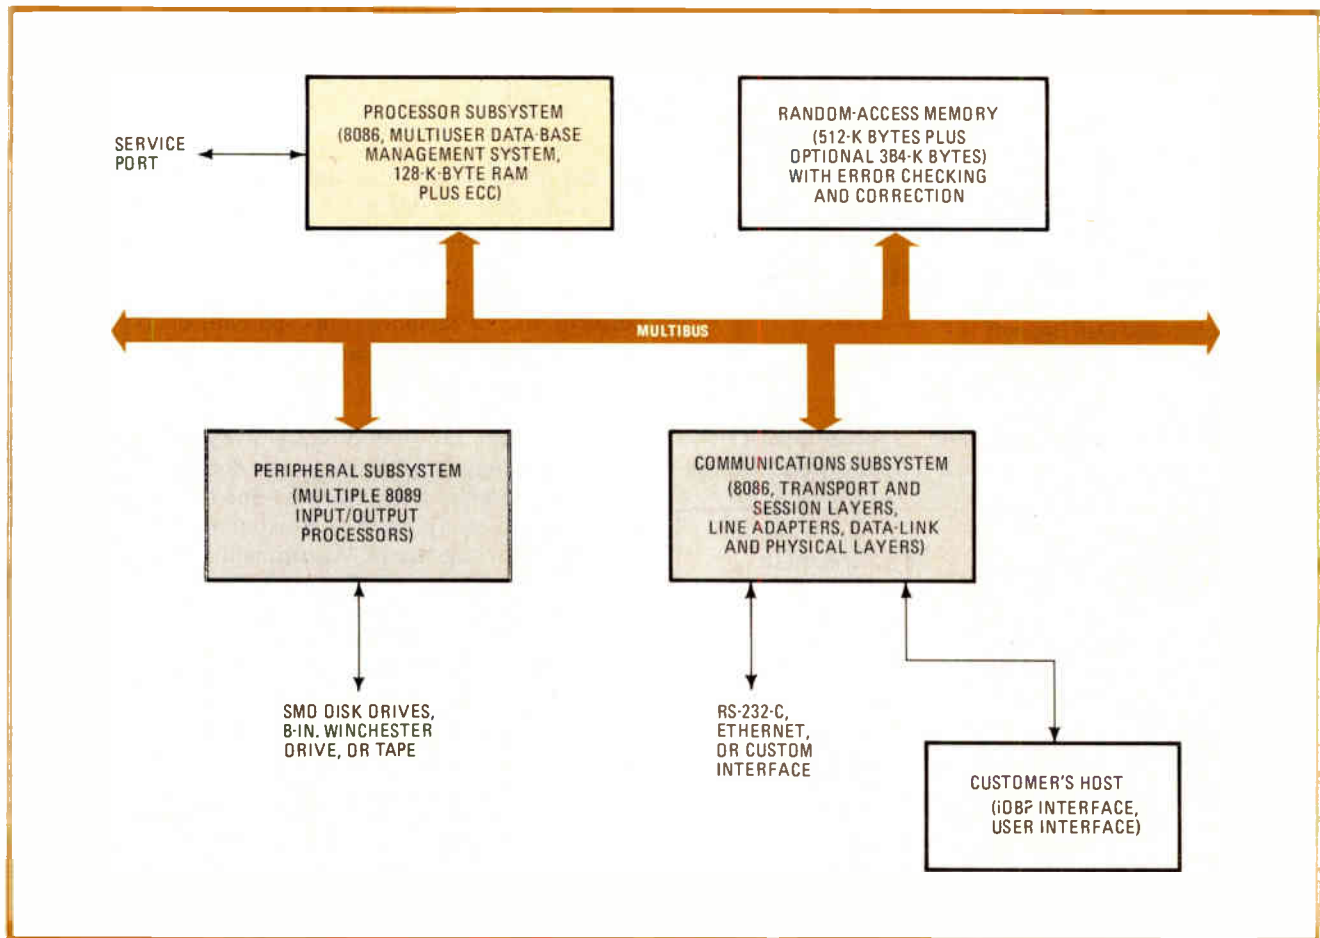 PROCESSOR SUBSYSTEM
(8086, MULTIUSER DATA-BASE
MANAGEMENT SYSTEM,
128-K-BYTE RAM
PLUS ECC)
RANDOM-ACCESS MEMORY
(512-K BYTES PLUS
OPTIONAL 384-K BYTES)
WITH ERROR CHECKING
AND CORRECTION
SERVICE
PORT
MULTIBUS
PERIPHERAL SUBSYSTEM
(MULTIPLE 8089
INPUT/OUTPUT
PROCESSORS)
COMMUNICATIONS SUBSYSTEM
(8086, TRANSPORT AND
SESSION LAYERS,
LINE ADAPTERS, DATA-LINK
AND PHYSICAL LAYERS)
SMD DISK DRIVES,
8-IN. WINCHESTER
DRIVE, OR TAPE
RS-232-C,
ETHERNET,
OR CUSTOM
INTERFACE
CUSTOMER'S HOST
(iDBP INTERFACE,
USER INTERFACE)